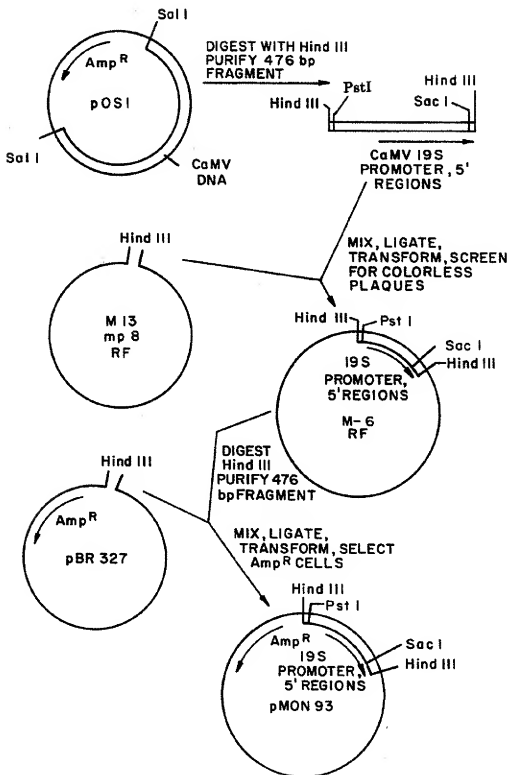 Sal I
Amp R
pOS1
Sal I
CaMV
DNA
DIGEST WITH Hind III
PURIFY 476 bp
FRAGMENT
Hind III
PstI
Hind III
Sac I
CaMV 19S
PROMOTER, 5'
REGIONS
Hind III
M 13
mp 8
RF
MIX, LIGATE,
TRANSFORM, SCREEN
FOR COLORLESS
PLAQUES
Hind III
Pst I
Sac I
Hind III
19S
PROMOTER,
5' REGIONS
M-6
RF
DIGEST
Hind III
PURIFY 476
bp FRAGMENT
Hind III
Amp R
pBR 327
MIX, LIGATE,
TRANSFORM, SELECT
Amp R CELLS
Hind III
Pst I
Amp R
Sac I
Hind III
19S
PROMOTER,
5' REGIONS
pMON 93